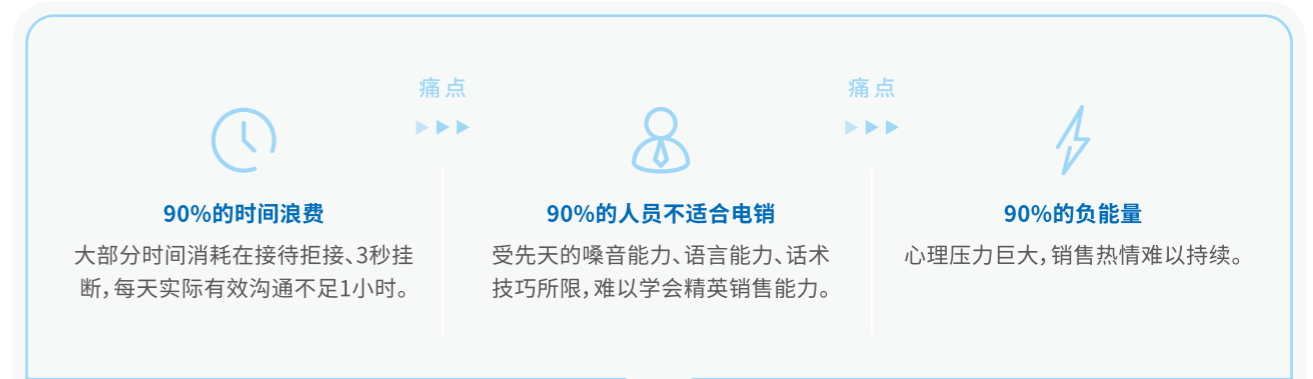 痛点
痛点
90%的时间浪费
大部分时间消耗在接待拒接、3秒挂
断，每天实际有效沟通不足1小时。
90%的人员不适合电销
受先天的嗓音能力、语言能力、话术
技巧所限，难以学会精英销售能力。
90%的负能量
心理压力巨大，销售热情难以持续。